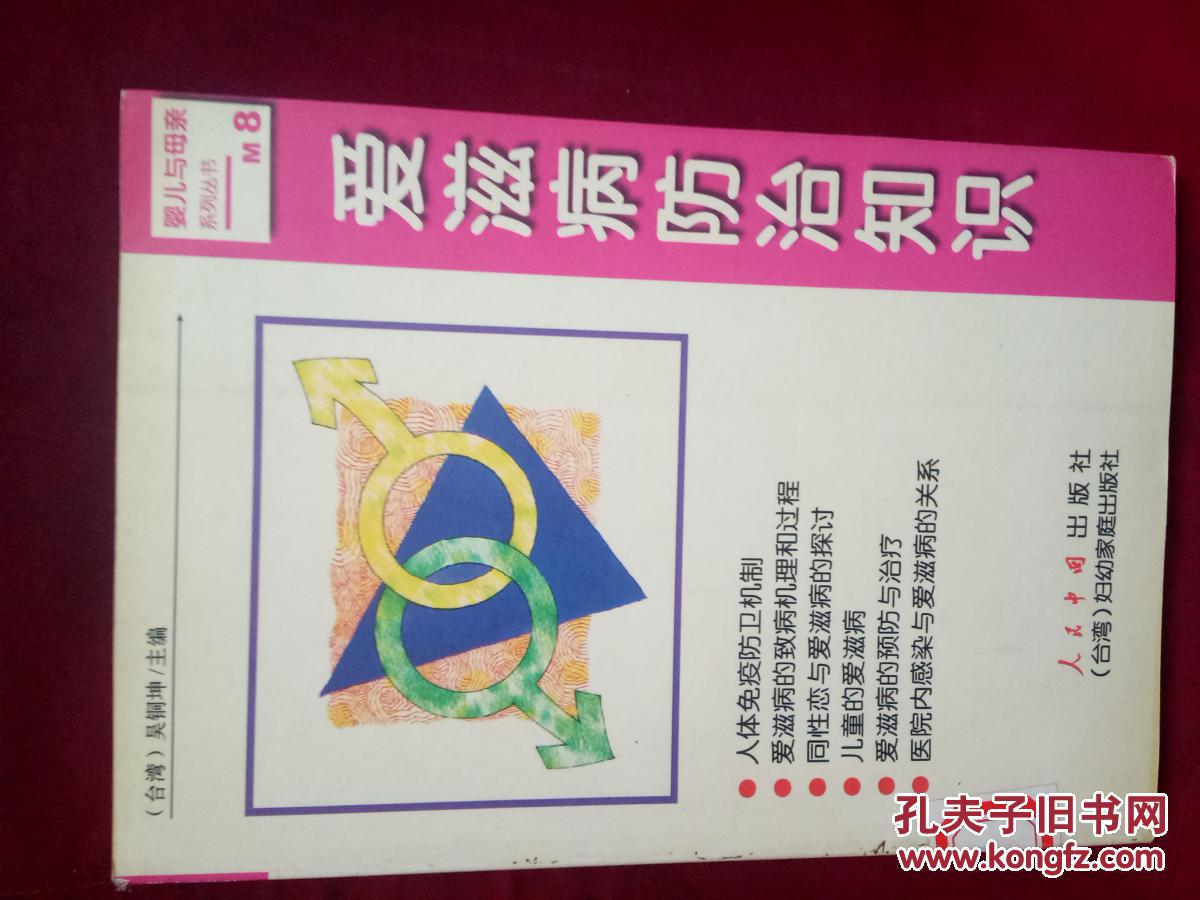 婴儿与母亲
系列丛书
M 8
爱滋病防治知识
(台湾) 吴铜坤/主编
人体免疫防卫机制
爱滋病的致病机理和过程
同性恋与爱滋病的探讨
儿童的爱滋病
爱滋病的预防与治疗
医院内感染与爱滋病的关系
人民中国 出版社
(台湾) 妇幼家庭出版社
孔夫子旧书网
www.kongfz.com